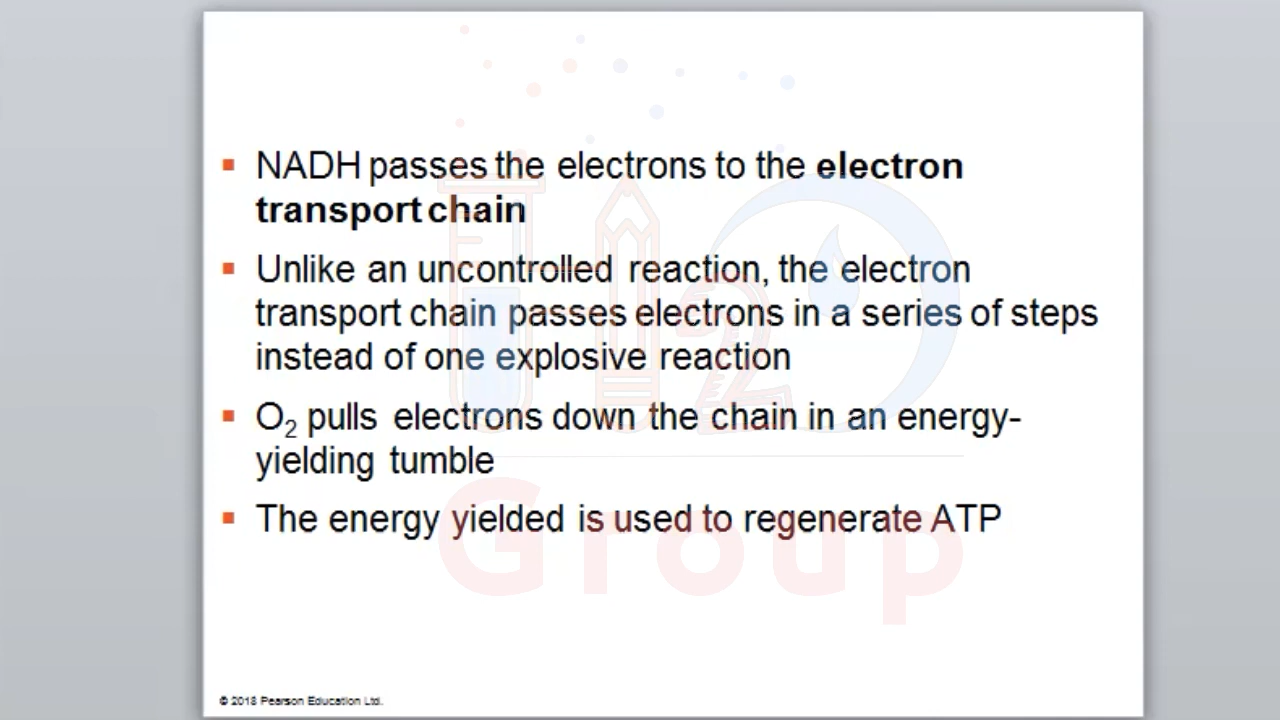 NADH passes the electrons to the electron
transport chain
Unlike an uncontrolled reaction, the electron
transport chain passes electrons in a series of steps
instead of one explosive reaction
O₂ pulls electrons down the chain in an energy-
yielding tumble
The energy yielded is used to regenerate ATP
Group
© 2018 Pearson Education Ltd.